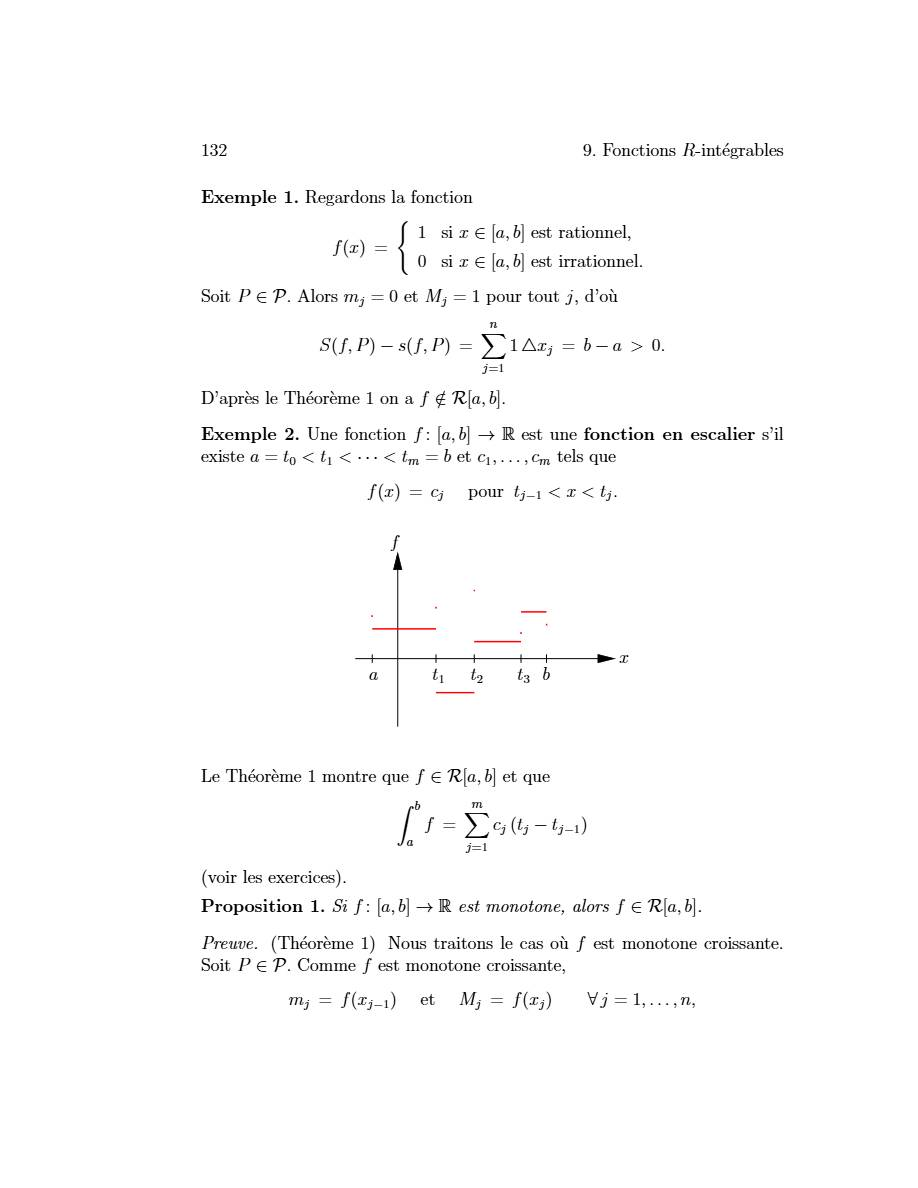 132 9. Fonctions R-intégrables
Exemple 1. Regardons la fonction
f(x) = { 1 si x ∈ [a, b] est rationnel,
0 si x ∈ [a, b] est irrationnel.
Soit P ∈ 𝒫. Alors m_j = 0 et M_j = 1 pour tout j, d'où
S(f, P) − s(f, P) = ∑_{j=1}^{n} 1 △x_j = b − a > 0.
D'après le Théorème 1 on a f ∉ ℛ[a, b].
Exemple 2. Une fonction f : [a, b] → ℝ est une fonction en escalier s'il
existe a = t_0 < t_1 < · · · < t_m = b et c_1, . . . , c_m tels que
f(x) = c_j pour t_{j−1} < x < t_j.
f
x
a t_1 t_2 t_3 b
Le Théorème 1 montre que f ∈ ℛ[a, b] et que
∫_a^b f = ∑_{j=1}^{m} c_j (t_j − t_{j−1})
(voir les exercices).
Proposition 1. Si f : [a, b] → ℝ est monotone, alors f ∈ ℛ[a, b].
Preuve. (Théorème 1) Nous traitons le cas où f est monotone croissante.
Soit P ∈ 𝒫. Comme f est monotone croissante,
m_j = f(x_{j−1}) et M_j = f(x_j) ∀ j = 1, . . . , n,